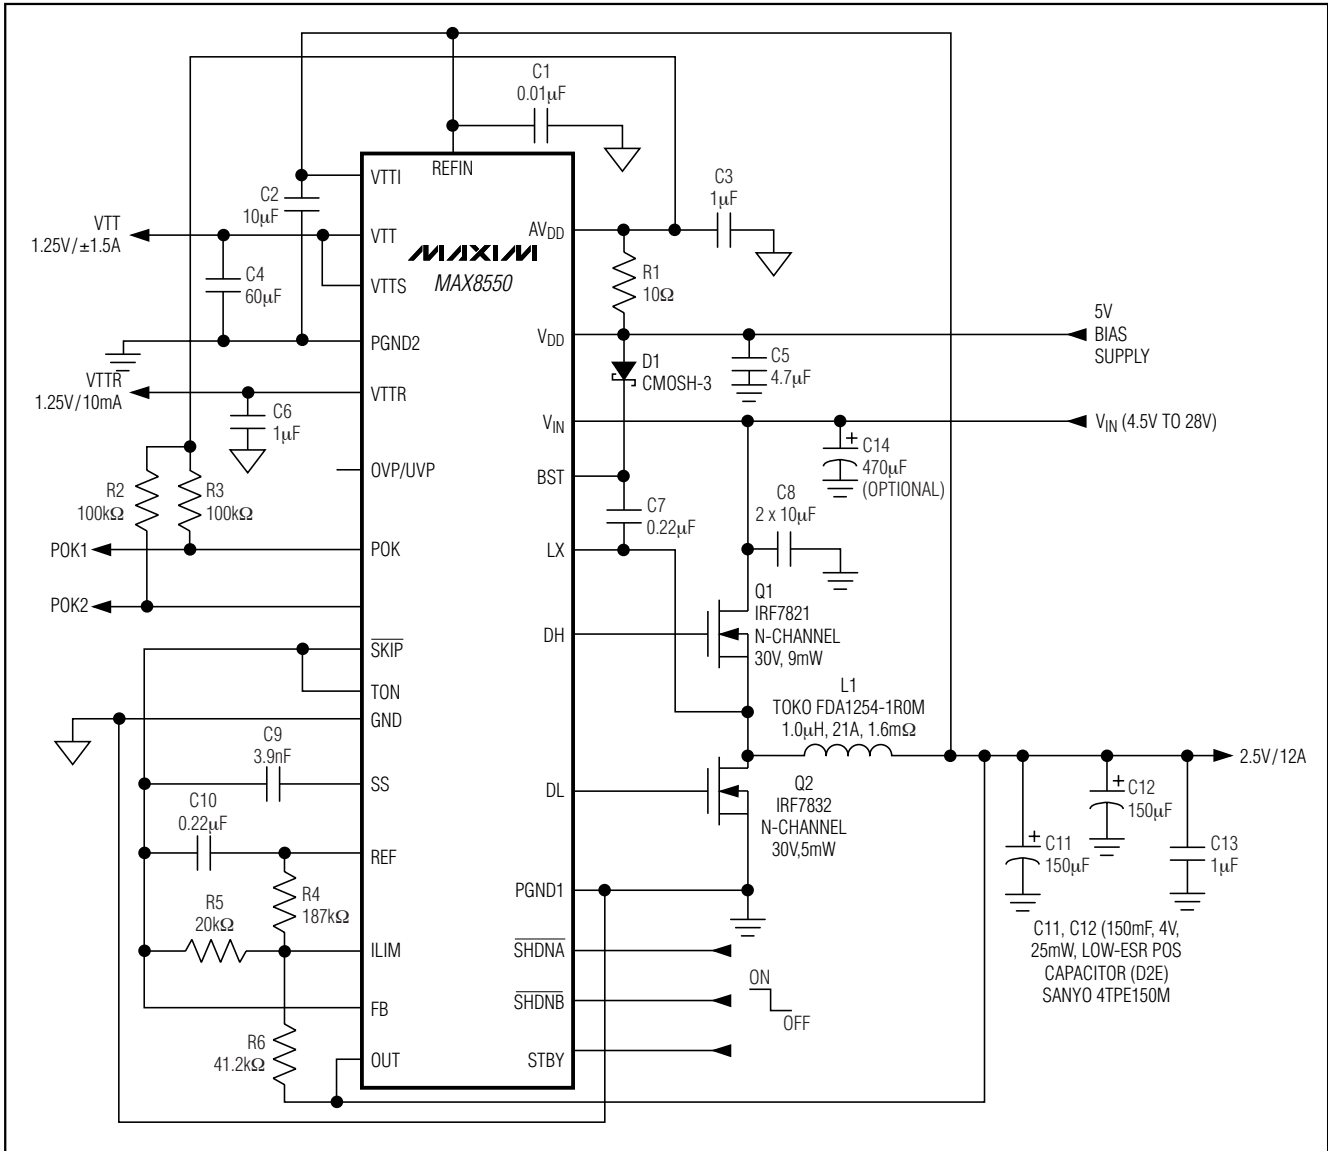 C1
0.01µF
REFIN
VTTI
C2
10µF
C3
1µF
VTT
1.25V/±1.5A
VTT
AVDD
MAXIM
MAX8550
C4
60µF
VTTS
R1
10Ω
5V
BIAS
SUPPLY
VDD
PGND2
D1
CMOSH-3
C5
4.7µF
VTTR
1.25V/10mA
VTTR
C6
1µF
VIN
VIN (4.5V TO 28V)
C14
470µF
(OPTIONAL)
OVP/UVP
BST
R2
100kΩ
R3
100kΩ
C7
0.22µF
C8
2 x 10µF
POK1
POK
LX
POK2
Q1
IRF7821
N-CHANNEL
30V, 9mW
DH
SKIP
TON
L1
TOKO FDA1254-1R0M
1.0µH, 21A, 1.6mΩ
GND
C9
3.9nF
2.5V/12A
SS
DL
Q2
IRF7832
N-CHANNEL
30V,5mW
C12
150µF
C10
0.22µF
REF
C11
150µF
C13
1µF
R4
187kΩ
PGND1
R5
20kΩ
C11, C12 (150mF, 4V,
25mW, LOW-ESR POS
CAPACITOR (D2E)
SANYO 4TPE150M
ILIM
SHDNA
ON
OFF
FB
SHDNB
R6
41.2kΩ
OUT
STBY